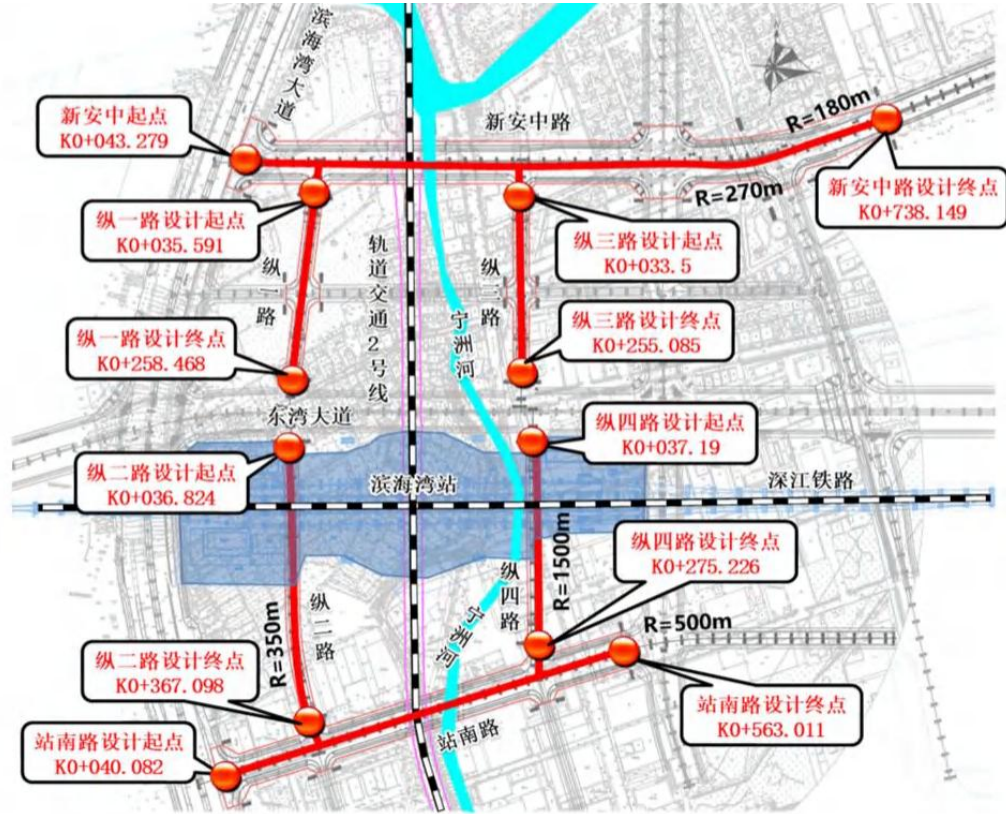 滨海湾大道
新安中起点
K0+043.279
新安中路
R=180m
R=270m
新安中路设计终点
K0+738.149
纵一路设计起点
K0+035.591
纵一路
轨道交通2号线
纵三路设计起点
K0+033.5
纵三路
宁洲河
纵一路设计终点
K0+258.468
纵三路设计终点
K0+255.085
东湾大道
纵二路设计起点
K0+036.824
纵四路设计起点
K0+037.19
滨海湾站
深江铁路
纵四路设计终点
K0+275.226
R=1500m
纵四路
宁洲河
R=350m
纵二路
R=500m
纵二路设计终点
K0+367.098
站南路设计终点
K0+563.011
站南路设计起点
K0+040.082
站南路